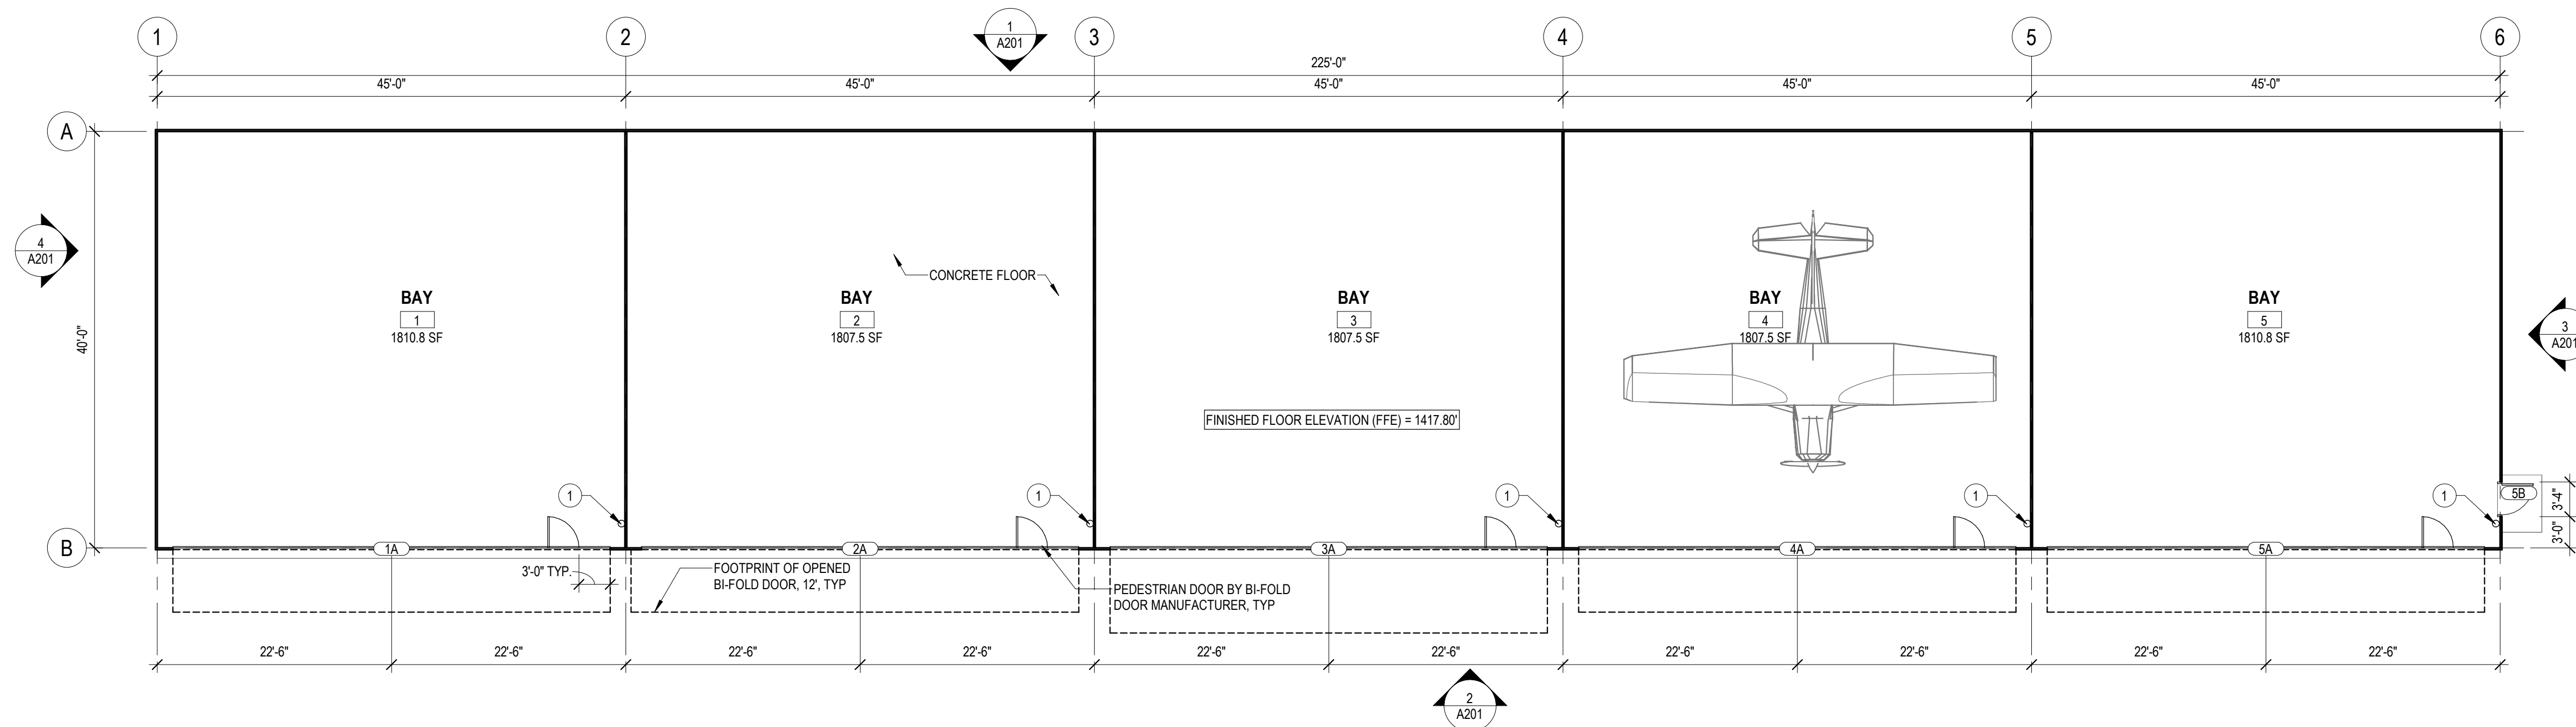 1
2
1
A201
3
4
5
6
225'-0"
45'-0"
45'-0"
45'-0"
45'-0"
45'-0"
A
4
A201
40'-0"
CONCRETE FLOOR
BAY
1
1810.8 SF
BAY
2
1807.5 SF
BAY
3
1807.5 SF
BAY
4
1807.5 SF
BAY
5
1810.8 SF
3
A201
FINISHED FLOOR ELEVATION (FFE) = 1417.80'
1
1
1
1
1
5B
3'-4"
3'-0"
B
1A
2A
3A
4A
5A
3'-0" TYP.
FOOTPRINT OF OPENED
BI-FOLD DOOR, 12', TYP
PEDESTRIAN DOOR BY BI-FOLD
DOOR MANUFACTURER, TYP
22'-6"
22'-6"
22'-6"
22'-6"
22'-6"
22'-6"
22'-6"
22'-6"
22'-6"
22'-6"
2
A201